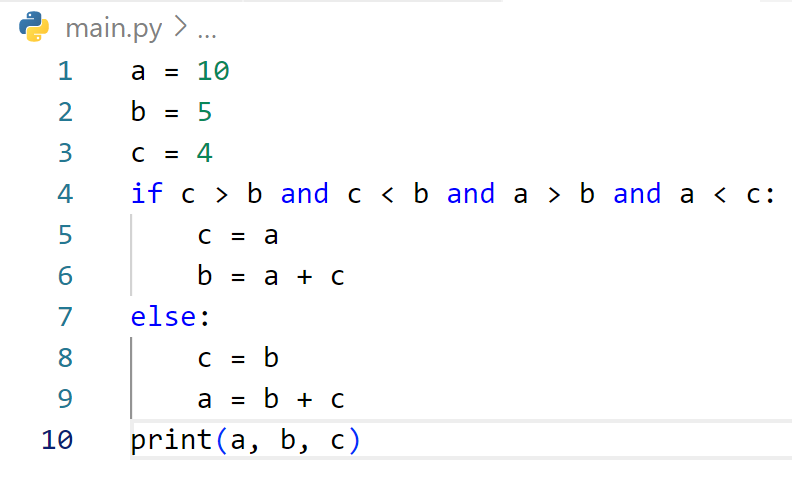 main.py > ...
1 a = 10
2 b = 5
3 c = 4
4 if c > b and c < b and a > b and a < c:
5     c = a
6     b = a + c
7 else:
8     c = b
9     a = b + c
10 print(a, b, c)